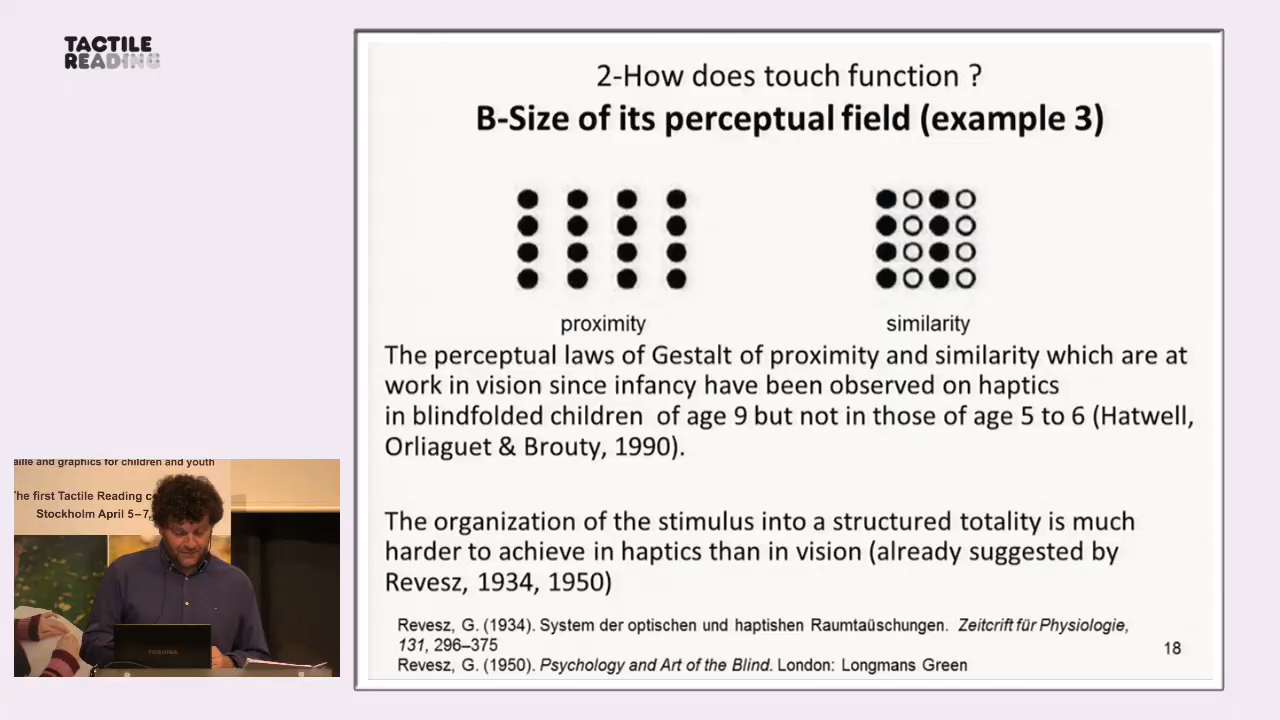 TACTILE
READING
2-How does touch function ?
B-Size of its perceptual field (example 3)
proximity
similarity
The perceptual laws of Gestalt of proximity and similarity which are at
work in vision since infancy have been observed on haptics
in blindfolded children of age 9 but not in those of age 5 to 6 (Hatwell,
Orliaguet & Brouty, 1990).
The organization of the stimulus into a structured totality is much
harder to achieve in haptics than in vision (already suggested by
Revesz, 1934, 1950)
Revesz, G. (1934). System der optischen und haptishen Raumtaüschungen. Zeitcrift für Physiologie,
131, 296–375
Revesz, G. (1950). Psychology and Art of the Blind. London: Longmans Green
18
aille and graphics for children and youth
The first Tactile Reading co
Stockholm April 5–7,
TOSHIBA